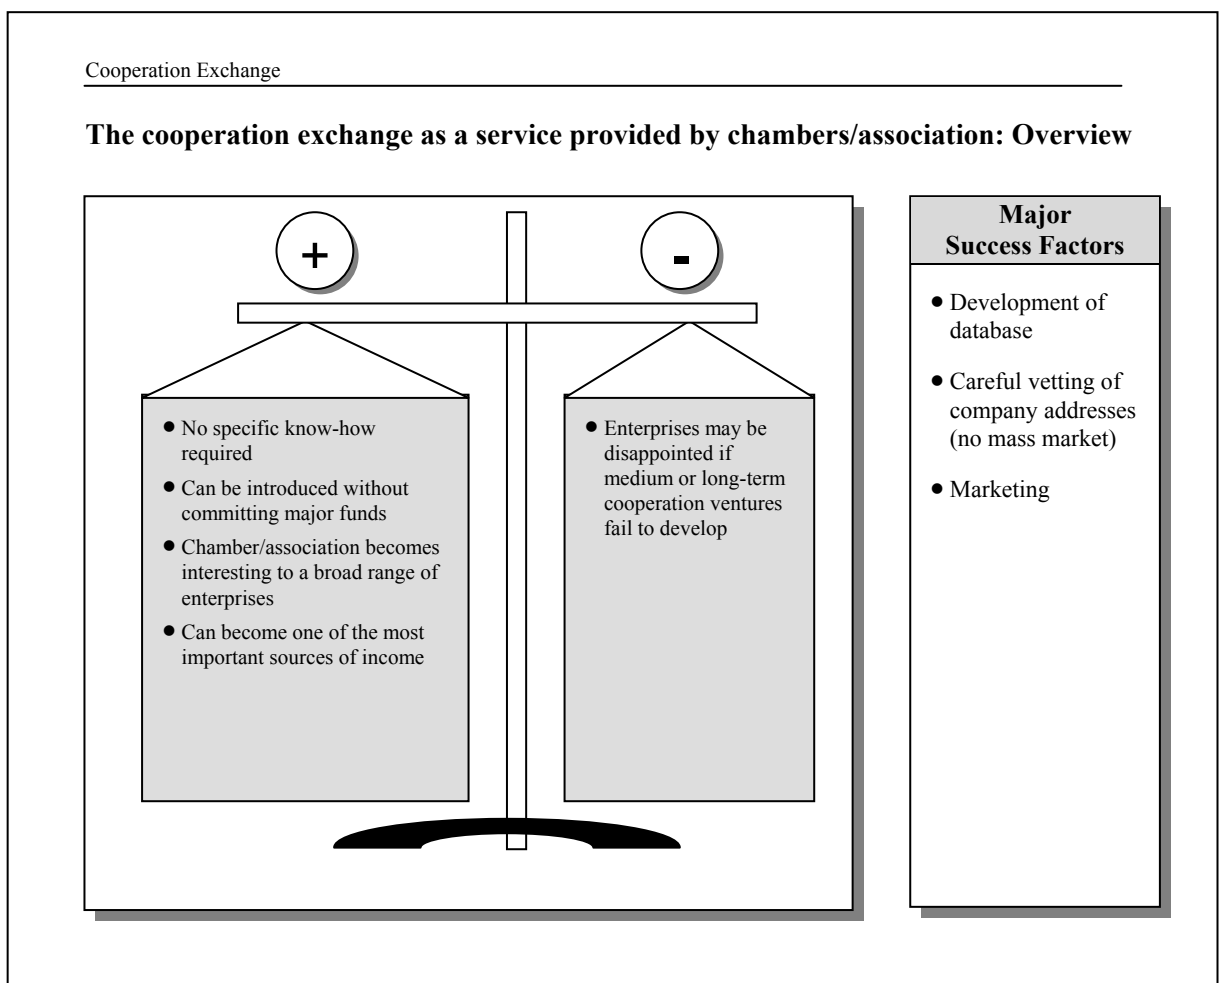 Cooperation Exchange
The cooperation exchange as a service provided by chambers/association: Overview
+
-
● No specific know-how
required
● Can be introduced without
committing major funds
● Chamber/association becomes
interesting to a broad range of
enterprises
● Can become one of the most
important sources of income
● Enterprises may be
disappointed if
medium or long-term
cooperation ventures
fail to develop
Major
Success Factors
● Development of
database
● Careful vetting of
company addresses
(no mass market)
● Marketing